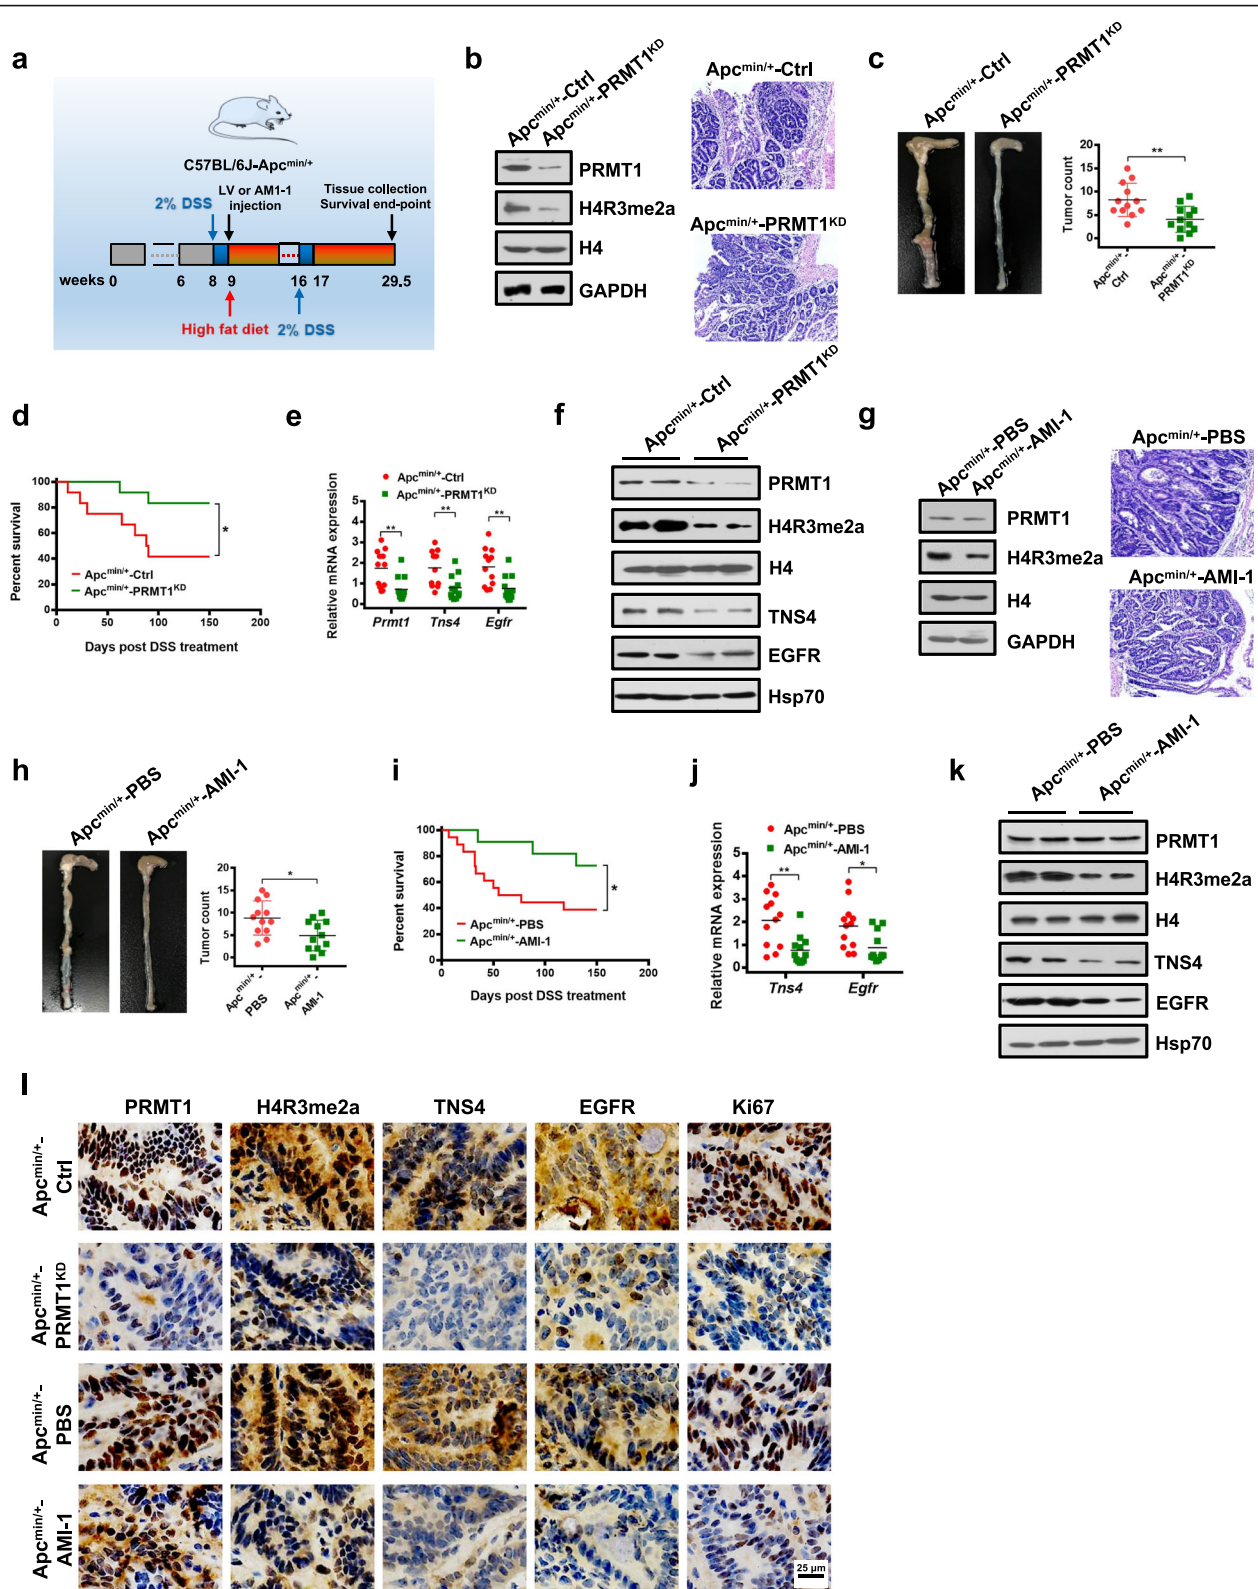 a
C57BL/6J-Apcmin/+
2% DSS
LV or AM1-1
injection
Tissue collection
Survival end-point
weeks 0 6 8 9 16 17 29.5
High fat diet
2% DSS
b
Apcmin/+-Ctrl
Apcmin/+-PRMT1KD
PRMT1
H4R3me2a
H4
GAPDH
Apcmin/+-Ctrl
Apcmin/+-PRMT1KD
c
Apcmin/+-Ctrl
Apcmin/+-PRMT1KD
Tumor count
20
15
10
5
0
**
Apcmin/+-
Ctrl
Apcmin/+-
PRMT1KD
d
Percent survival
100
80
60
40
20
0
Apcmin/+-Ctrl
Apcmin/+-PRMT1KD
*
0 50 100 150 200
Days post DSS treatment
e
Apcmin/+-Ctrl
Apcmin/+-PRMT1KD
Relative mRNA expression
5
4
3
2
1
0
** ** **
Prmt1 Tns4 Egfr
f
Apcmin/+-Ctrl
Apcmin/+-PRMT1KD
PRMT1
H4R3me2a
H4
TNS4
EGFR
Hsp70
g
Apcmin/+-PBS
Apcmin/+-AMI-1
PRMT1
H4R3me2a
H4
GAPDH
Apcmin/+-PBS
Apcmin/+-AMI-1
h
Apcmin/+-PBS
Apcmin/+-AMI-1
Tumor count
20
15
10
5
0
*
Apcmin/+-
PBS
Apcmin/+-
AMI-1
i
Percent survival
100
80
60
40
20
0
Apcmin/+-PBS
Apcmin/+-AMI-1
*
0 50 100 150 200
Days post DSS treatment
j
Apcmin/+-PBS
Apcmin/+-AMI-1
Relative mRNA expression
5
4
3
2
1
0
** *
Tns4 Egfr
k
Apcmin/+-PBS
Apcmin/+-AMI-1
PRMT1
H4R3me2a
H4
TNS4
EGFR
Hsp70
l
PRMT1 H4R3me2a TNS4 EGFR Ki67
Apcmin/+-
Ctrl
Apcmin/+-
PRMT1KD
Apcmin/+-
PBS
Apcmin/+-
AMI-1
25 µm